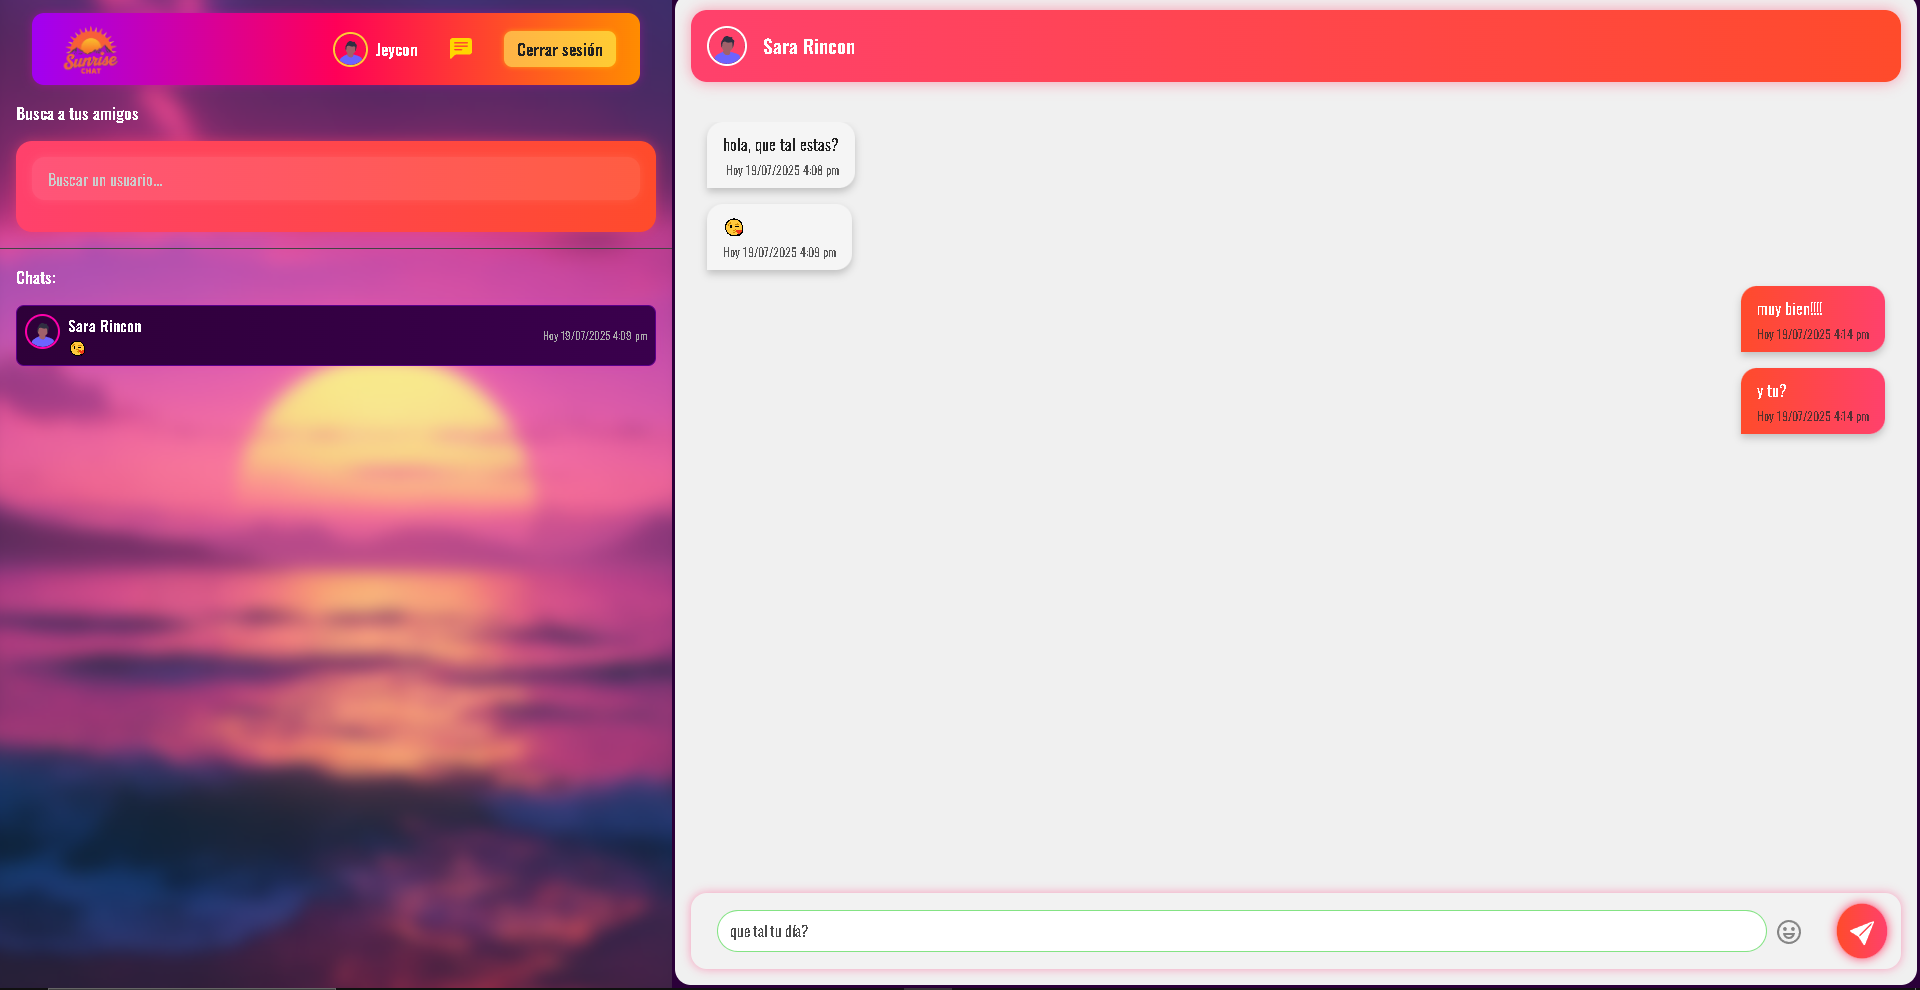 Sunrise
CHAT
Jeycon
Cerrar sesión
Busca a tus amigos
Buscar un usuario...
Chats:
Sara Rincon
😘
Hoy 19/07/2025 4:09 pm
Sara Rincon
hola, que tal estas?
Hoy 19/07/2025 4:08 pm
😘
Hoy 19/07/2025 4:09 pm
muy bien!!!!
Hoy 19/07/2025 4:14 pm
y tu?
Hoy 19/07/2025 4:14 pm
que tal tu día?